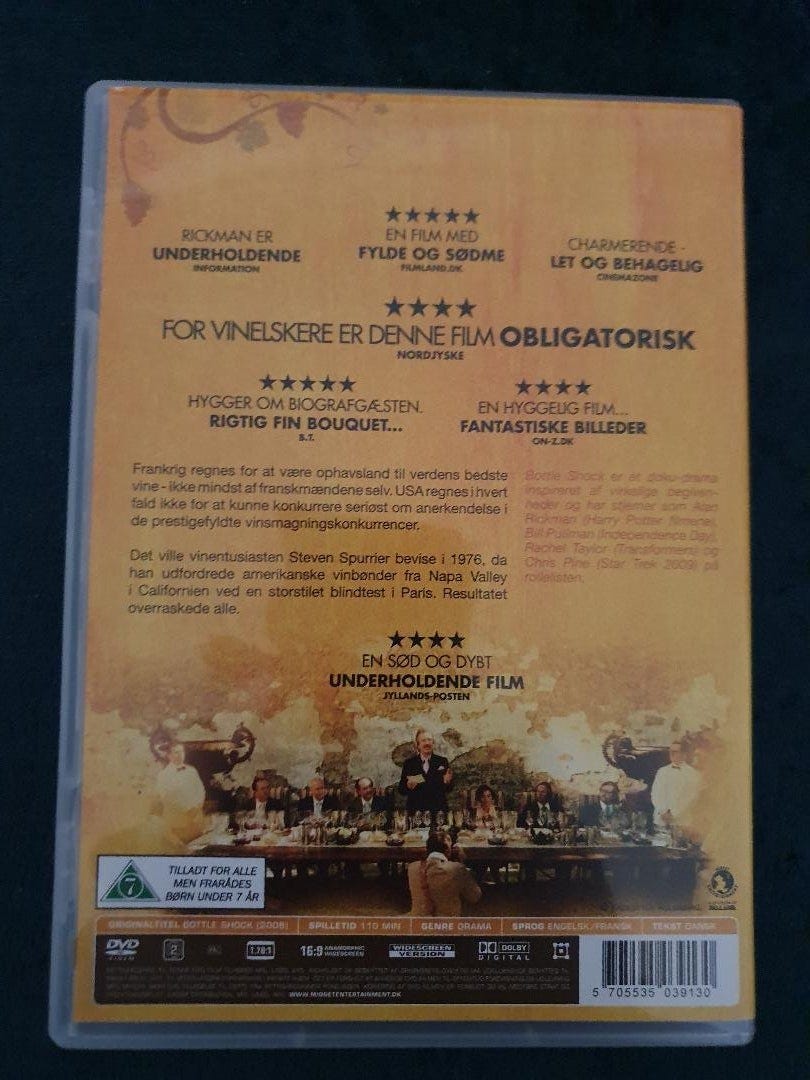 ★★★★★
RICKMAN ER
UNDERHOLDENDE
INFORMATION
EN FILM MED
FYLDE OG SØDME
FILMLAND.DK
CHARMERENDE -
LET OG BEHAGELIG
CINEMAZONE
★★★★
FOR VINELSKERE ER DENNE FILM OBLIGATORISK
NORDJYSKE
★★★★★
HYGGER OM BIOGRAFGÆSTEN.
RIGTIG FIN BOUQUET...
B.T.
★★★★
EN HYGGELIG FILM...
FANTASTISKE BILLEDER
ON-Z.DK
Frankrig regnes for at være ophavsland til verdens bedste
vine - ikke mindst af franskmændene selv. USA regnes i hvert
fald ikke for at kunne konkurrere seriøst om anerkendelse i
de prestigefyldte vinsmagningskonkurrencer.
Det ville vinentusiasten Steven Spurrier bevise i 1976, da
han udfordrede amerikanske vinbønder fra Napa Valley
i Californien ved en storstilet blindtest i Paris. Resultatet
overraskede alle.
Bottle Shock er et doku-drama
inspireret af virkelige begiven-
heder og har stjerner som Alan
Rickman (Harry Potter filmene),
Bill Pullman (Independence Day),
Rachel Taylor (Transformers) og
Chris Pine (Star Trek 2009) på
rollelisten.
★★★★
EN SØD OG DYBT
UNDERHOLDENDE FILM
JYLLANDS-POSTEN
7
TILLADT FOR ALLE
MEN FRARÅDES
BØRN UNDER 7 ÅR
ORIGINALTITEL BOTTLE SHOCK (2008) SPILLETID 110 MIN GENRE DRAMA SPROG ENGELSK/FRANSK TEKST DANSK
DVD
VIDEO
2
1.78:1
16:9 ANAMORPHIC
WIDESCREEN
WIDESCREEN
VERSION
DOLBY
DIGITAL
WWW.MIDGETENTERTAINMENT.DK
5 705535 039130